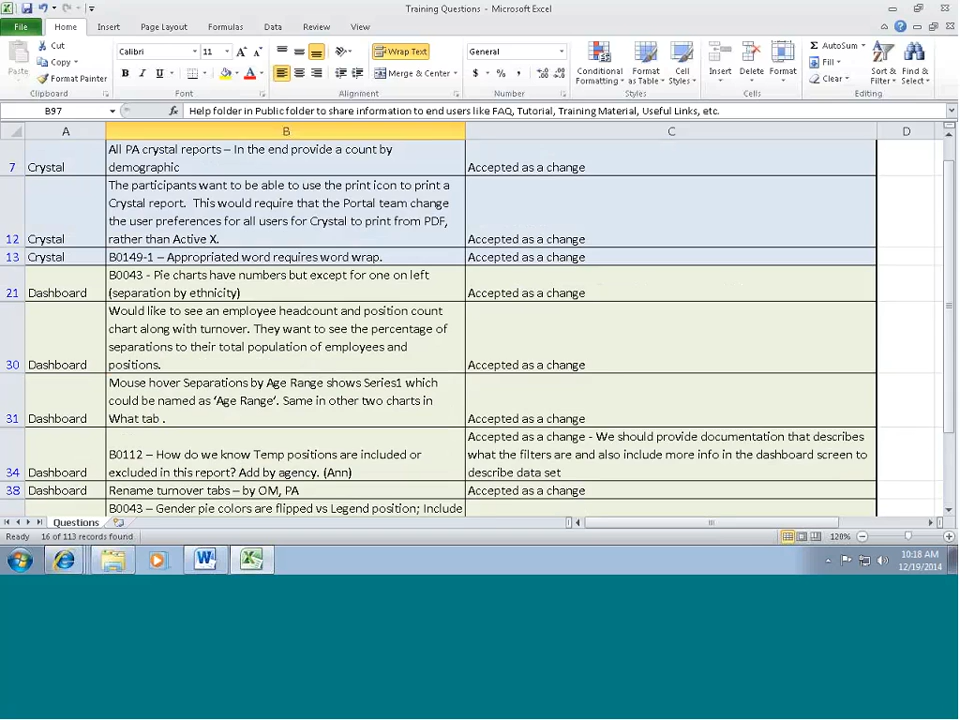 Training Questions - Microsoft Excel
File Home Insert Page Layout Formulas Data Review View
Cut
Copy
Format Painter
Paste
Clipboard
Calibri 11
B I U
Font
Wrap Text
Merge & Center
Alignment
General
$ % ,
Number
Conditional Formatting
Format as Table
Cell Styles
Styles
Insert Delete Format
Cells
AutoSum
Fill
Clear
Sort & Filter
Find & Select
Editing
B97 fx Help folder in Public folder to share information to end users like FAQ, Tutorial, Training Material, Useful Links, etc.
A B C D
All PA crystal reports – In the end provide a count by
7 Crystal demographic Accepted as a change
The participants want to be able to use the print icon to print a
Crystal report. This would require that the Portal team change
the user preferences for all users for Crystal to print from PDF,
12 Crystal rather than Active X. Accepted as a change
13 Crystal B0149-1 – Appropriated word requires word wrap. Accepted as a change
B0043 - Pie charts have numbers but except for one on left
21 Dashboard (separation by ethnicity) Accepted as a change
Would like to see an employee headcount and position count
chart along with turnover. They want to see the percentage of
separations to their total population of employees and
30 Dashboard positions. Accepted as a change
Mouse hover Separations by Age Range shows Series1 which
could be named as ‘Age Range’. Same in other two charts in
31 Dashboard What tab . Accepted as a change
Accepted as a change - We should provide documentation that describes
B0112 – How do we know Temp positions are included or what the filters are and also include more info in the dashboard screen to
34 Dashboard excluded in this report? Add by agency. (Ann) describe data set
38 Dashboard Rename turnover tabs – by OM, PA Accepted as a change
B0043 – Gender pie colors are flipped vs Legend position; Include
Questions
Ready 16 of 113 records found 120%
10:18 AM
12/19/2014